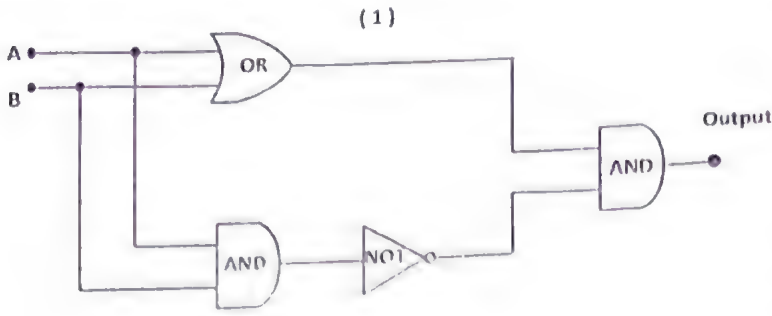 (1)
A
OR
B
Output
AND
AND
NOT